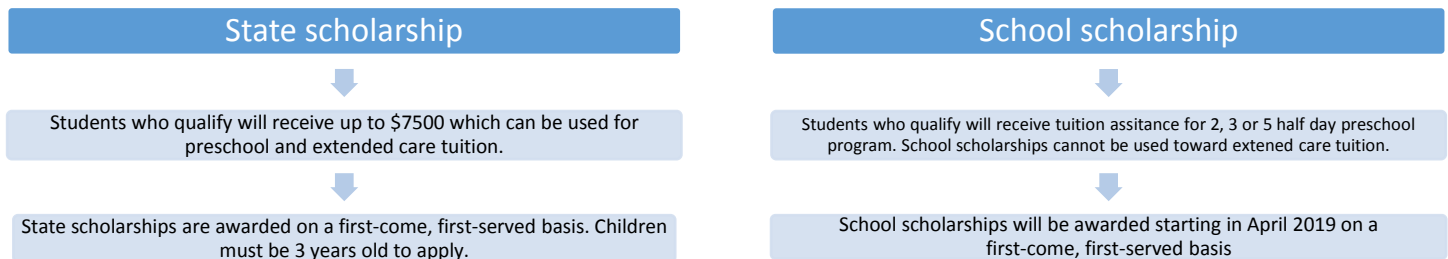 State scholarship
Students who qualify will receive up to $7500 which can be used for
preschool and extended care tuition.
State scholarships are awarded on a first-come, first-served basis. Children
must be 3 years old to apply.
School scholarship
Students who qualify will receive tuition assitance for 2, 3 or 5 half day preschool
program. School scholarships cannot be used toward extened care tuition.
School scholarships will be awarded starting in April 2019 on a
first-come, first-served basis